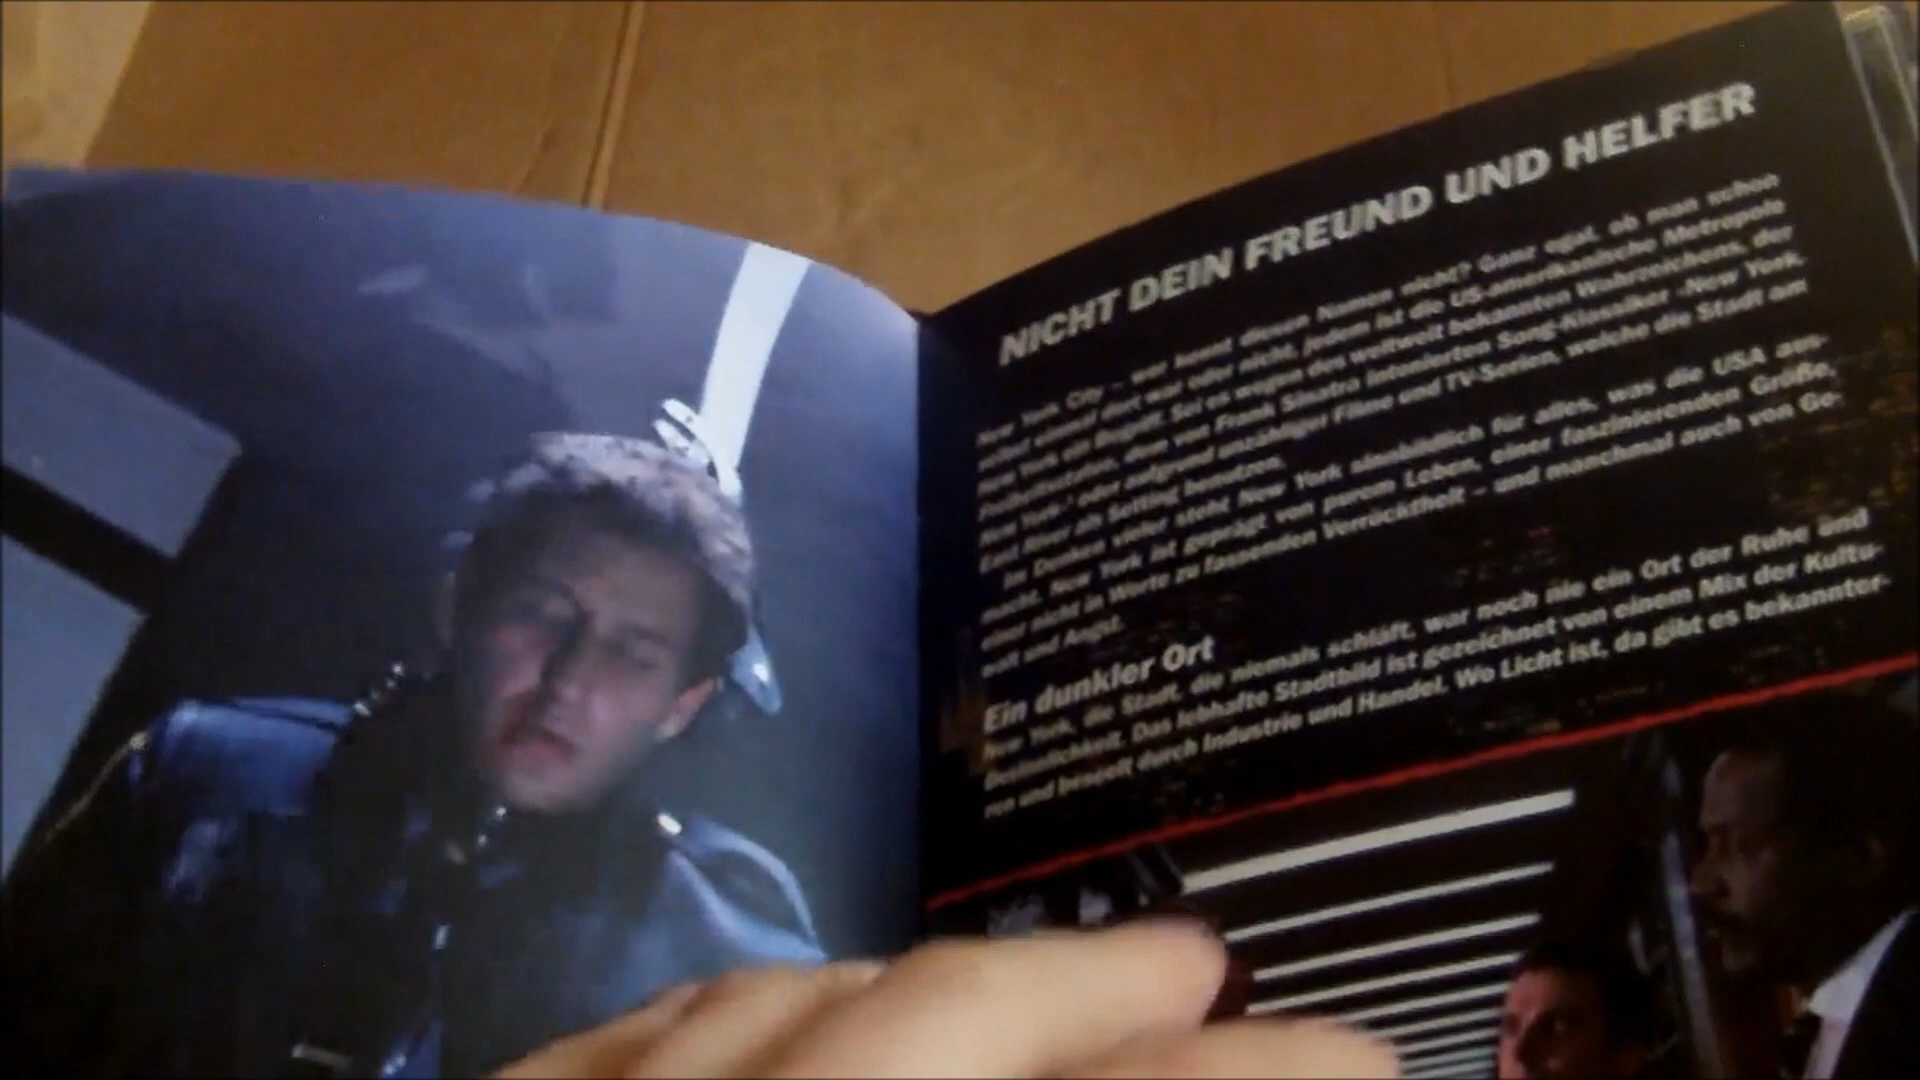 NICHT DEIN FREUND UND HELFER
New York City – wer kennt diesen Namen nicht? Ganz egal, ob man schon
einmal dort war oder nicht, jedem ist die US-amerikanische Metropole
New York ein Begriff. Sei es wegen des weltweit bekannten Wahrzeichens, der
Freiheitsstatue, dem von Frank Sinatra intonierten Song-Klassiker »New York,
New York« oder aufgrund unzähliger Filme und TV-Serien, welche die Stadt am
East River als Setting benutzen.
Im Denken vieler steht New York sinnbildlich für alles, was die USA aus-
macht. New York ist geprägt von purem Leben, einer faszinierenden Größe,
einer nicht in Worte zu fassenden Verrücktheit – und manchmal auch von Ge-
walt und Angst.
Ein dunkler Ort
New York, die Stadt, die niemals schläft, war noch nie ein Ort der Ruhe und
Besinnlichkeit. Das lebhafte Stadtbild ist gezeichnet von einem Mix der Kultu-
ren und beseelt durch Industrie und Handel. Wo Licht ist, da gibt es bekannter-